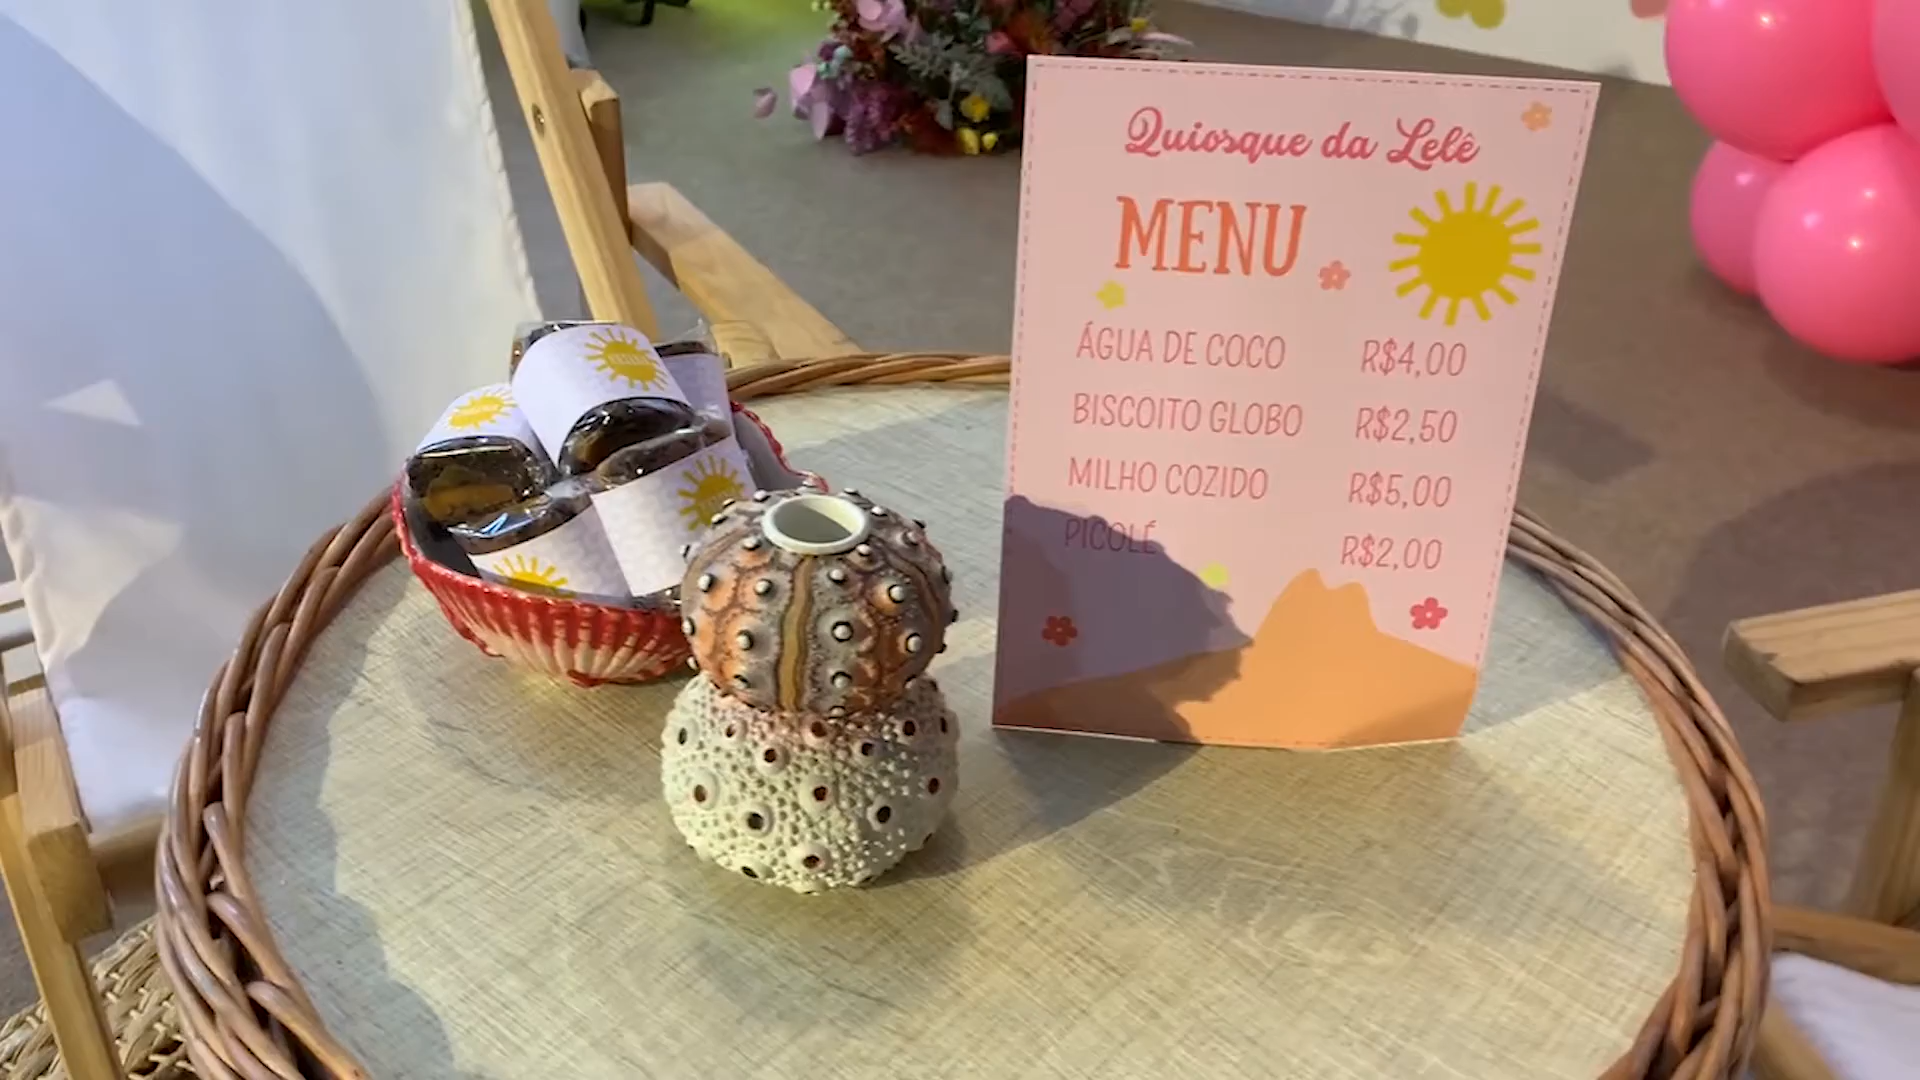 Quiosque da Lelê
MENU
ÁGUA DE COCO R$4,00
BISCOITO GLOBO R$2,50
MILHO COZIDO R$5,00
PICOLÉ R$2,00